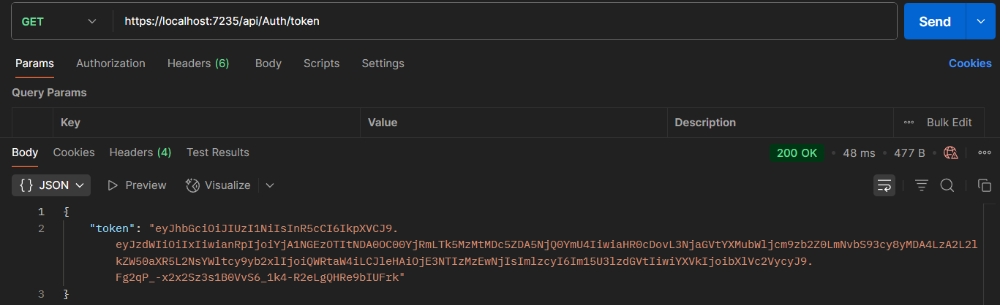 GET
https://localhost:7235/api/Auth/token
Send
Params Authorization Headers (6) Body Scripts Settings Cookies
Query Params
Key Value Description Bulk Edit
Body Cookies Headers (4) Test Results 200 OK • 48 ms • 477 B •
{} JSON Preview Visualize
1 {
2 "token": "eyJhbGciOiJIUzI1NiIsInR5cCI6IkpXVCJ9.
eyJzdWIiOiIxIiwianRpIjoiYjA1NGEzOTItNDA0OC00YjRmLTk5MzMtMDc5ZDA5NjQ0YmU4IiwiaHR0cDovL3NjaGVtYXMubWljcm9zb2Z0LmNvbS93cy8yMDA4LzA2L2l
kZW50aXR5L2NsYWltcy9yb2xlIjoiQWRtaW4iLCJleHAiOjE3NTIzMzEwNjIsImlzcyI6Im15U3lzdGVtIiwiYXVkIjoibXlVc2VycyJ9.
Fg2qP_-x2x2Sz3s1B0VvS6_1k4-R2eLgQHRe9bIUFrk"
3 }